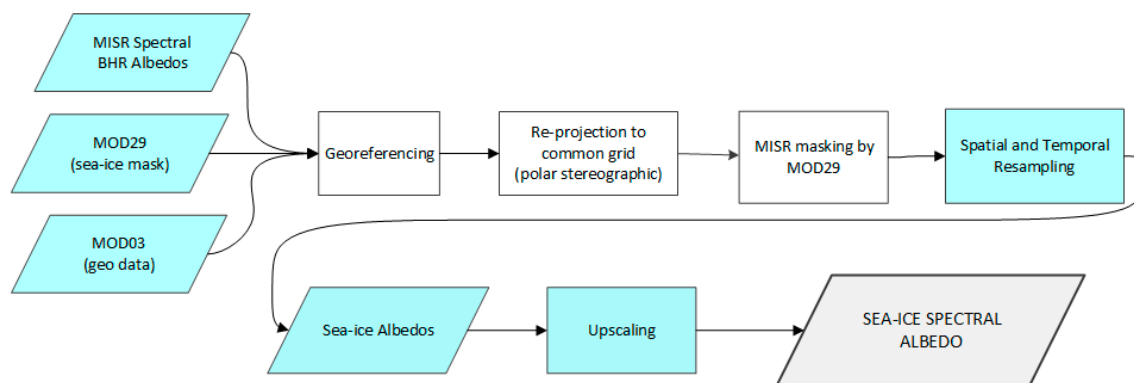 MISR Spectral
BHR Albedos
MOD29
(sea-ice mask)
MOD03
(geo data)
Georeferencing
Re-projection to
common grid
(polar stereographic)
MISR masking by
MOD29
Spatial and Temporal
Resampling
Sea-ice Albedos
Upscaling
SEA-ICE SPECTRAL
ALBEDO